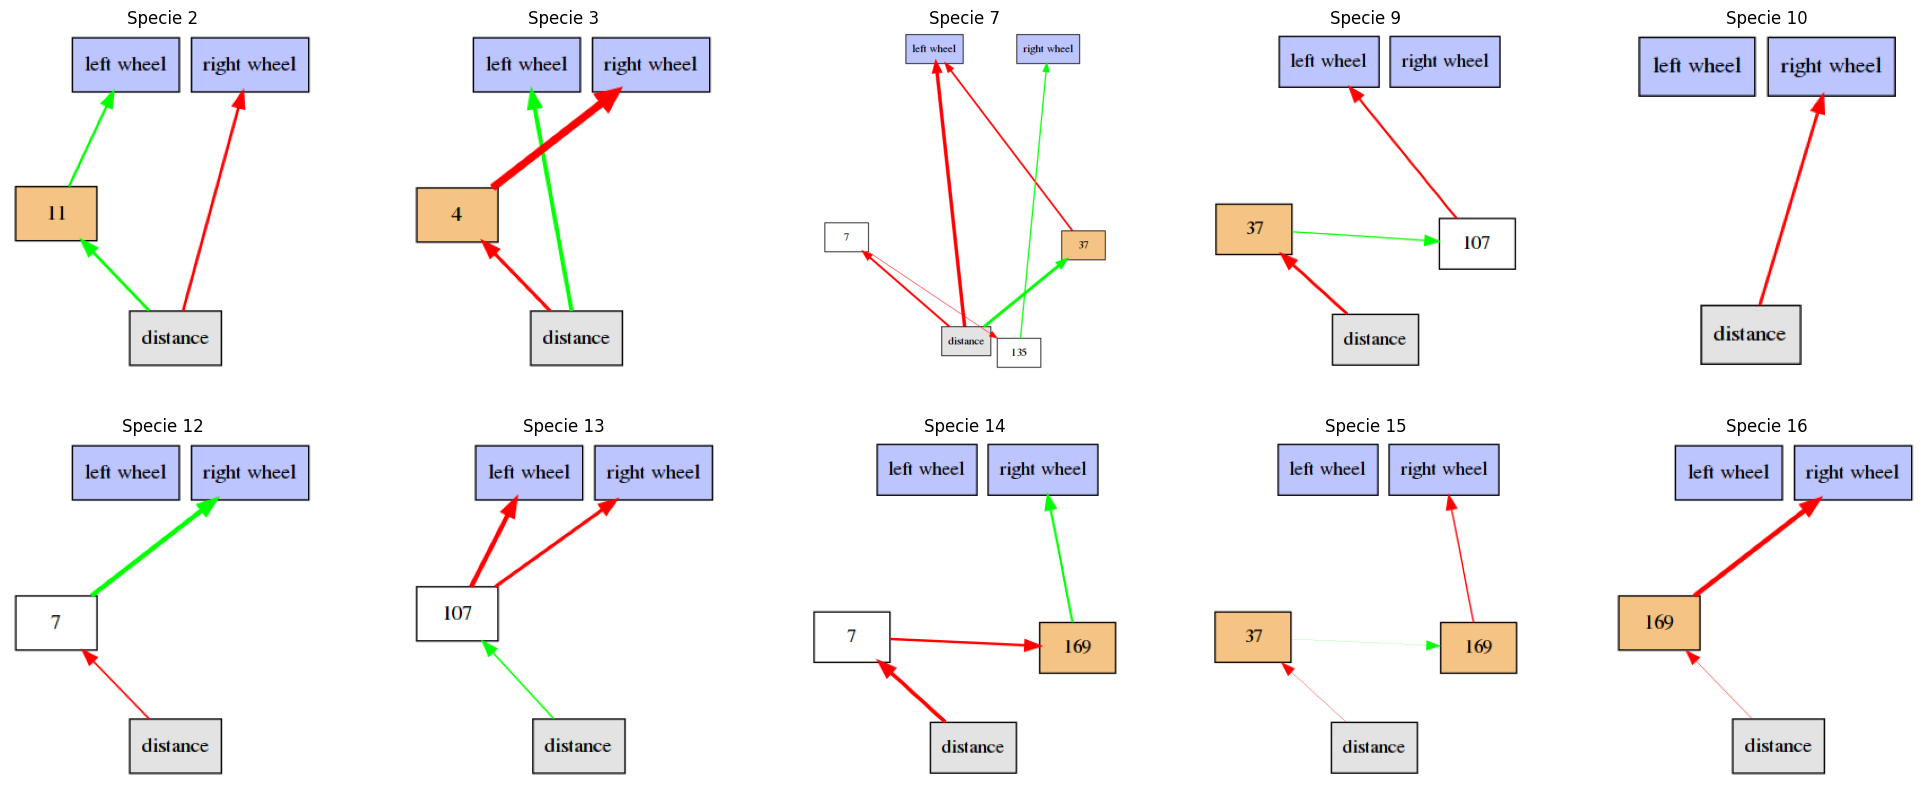 Specie 2
left wheel
right wheel
11
distance
Specie 3
left wheel
right wheel
4
distance
Specie 7
left wheel
right wheel
7
37
distance
135
Specie 9
left wheel
right wheel
37
107
distance
Specie 10
left wheel
right wheel
distance
Specie 12
left wheel
right wheel
7
distance
Specie 13
left wheel
right wheel
107
distance
Specie 14
left wheel
right wheel
7
169
distance
Specie 15
left wheel
right wheel
37
169
distance
Specie 16
left wheel
right wheel
169
distance